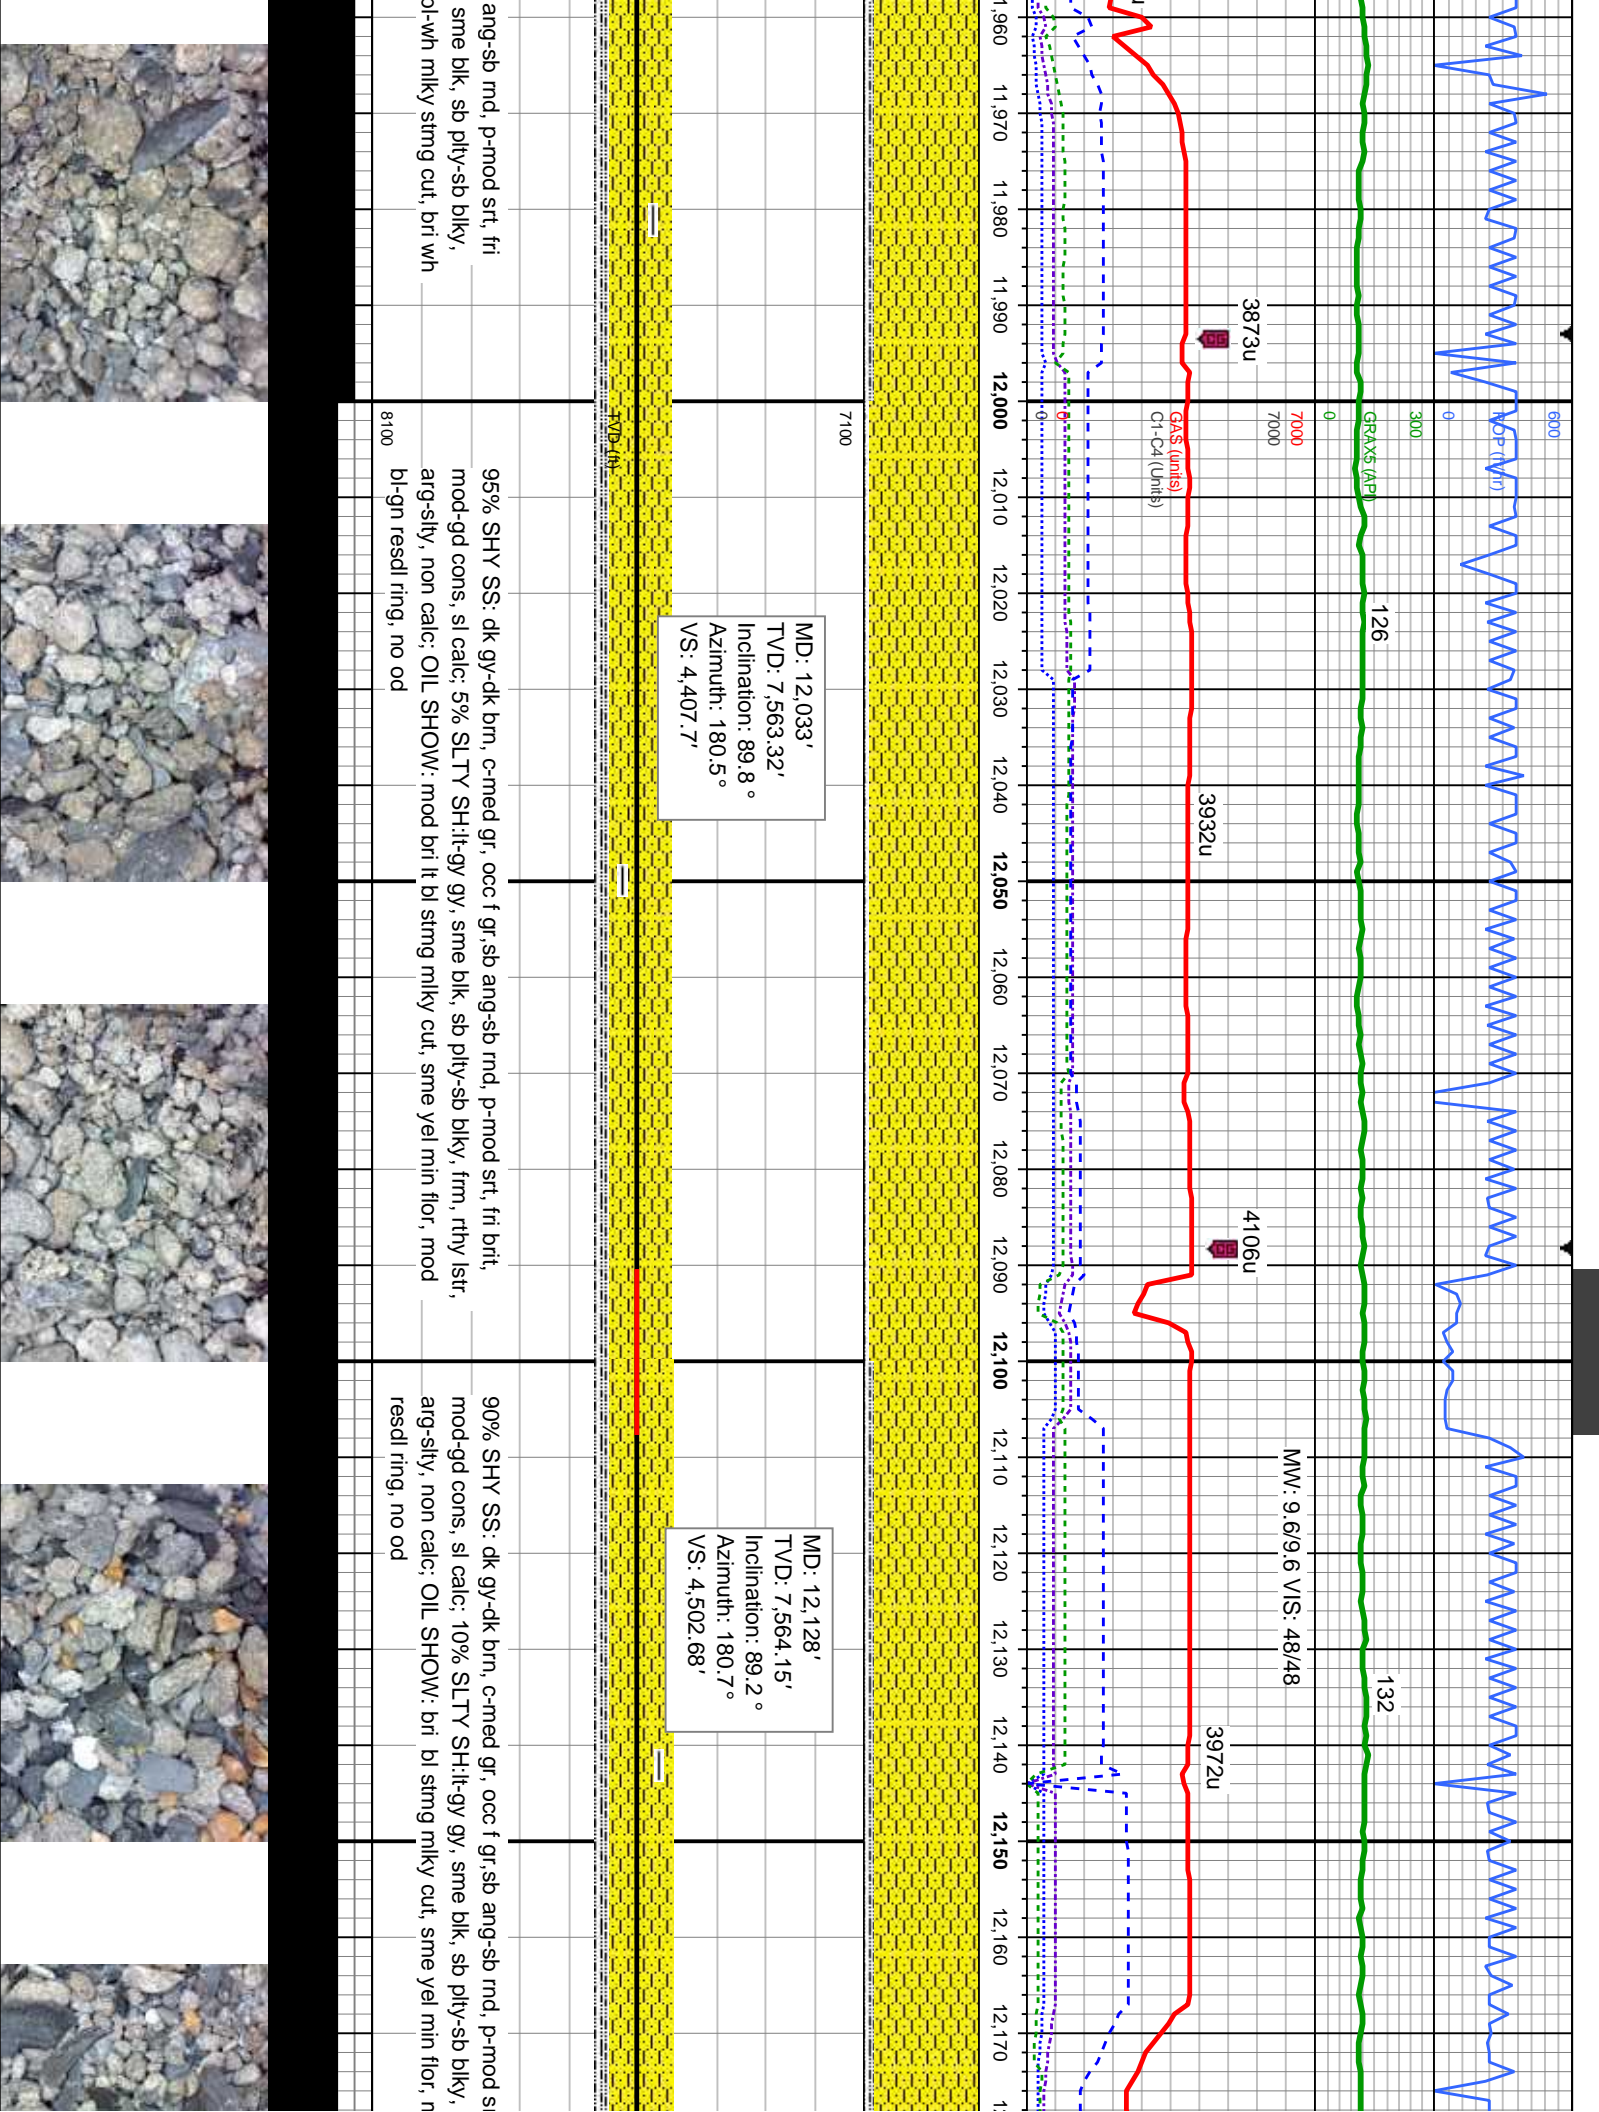 600
ROP (ft/hr)
0
300
GRAX5 (API)
0
126
132
MW: 9.6/9.6 VIS: 48/48
7000
7000
GAS (units)
C1-C4 (Units)
0
0
3873u
3932u
4106u
3972u
11,960
11,970
11,980
11,990
12,000
12,010
12,020
12,030
12,040
12,050
12,060
12,070
12,080
12,090
12,100
12,110
12,120
12,130
12,140
12,150
12,160
12,170
7100
TVD (ft)
8100
MD: 12,033'
TVD: 7,563.32'
Inclination: 89.8 °
Azimuth: 180.5°
VS: 4,407.7'
MD: 12,128'
TVD: 7,564.15'
Inclination: 89.2 °
Azimuth: 180.7°
VS: 4,502.68'
ang-sb rnd, p-mod srt, fri
sme blk, sb plty-sb blky,
bl-wh mlky stmg cut, bri wh
95% SHY SS: dk gy-dk brn, c-med gr, occ f gr,sb ang-sb rnd, p-mod srt, fri brit,
mod-gd cons, sl calc; 5% SLTY SH:lt-gy gy, sme blk, sb plty-sb blky, frm, rthy lstr,
arg-slty, non calc; OIL SHOW: mod bri lt bl stmg mlky cut, sme yel min flor, mod
bl-gn resdl ring, no od
90% SHY SS: dk gy-dk brn, c-med gr, occ f gr,sb ang-sb rnd, p-mod
mod-gd cons, sl calc; 10% SLTY SH:lt-gy gy, sme blk, sb plty-sb blky,
arg-slty, non calc; OIL SHOW: bri bl stmg mlky cut, sme yel min flor,
resdl ring, no od